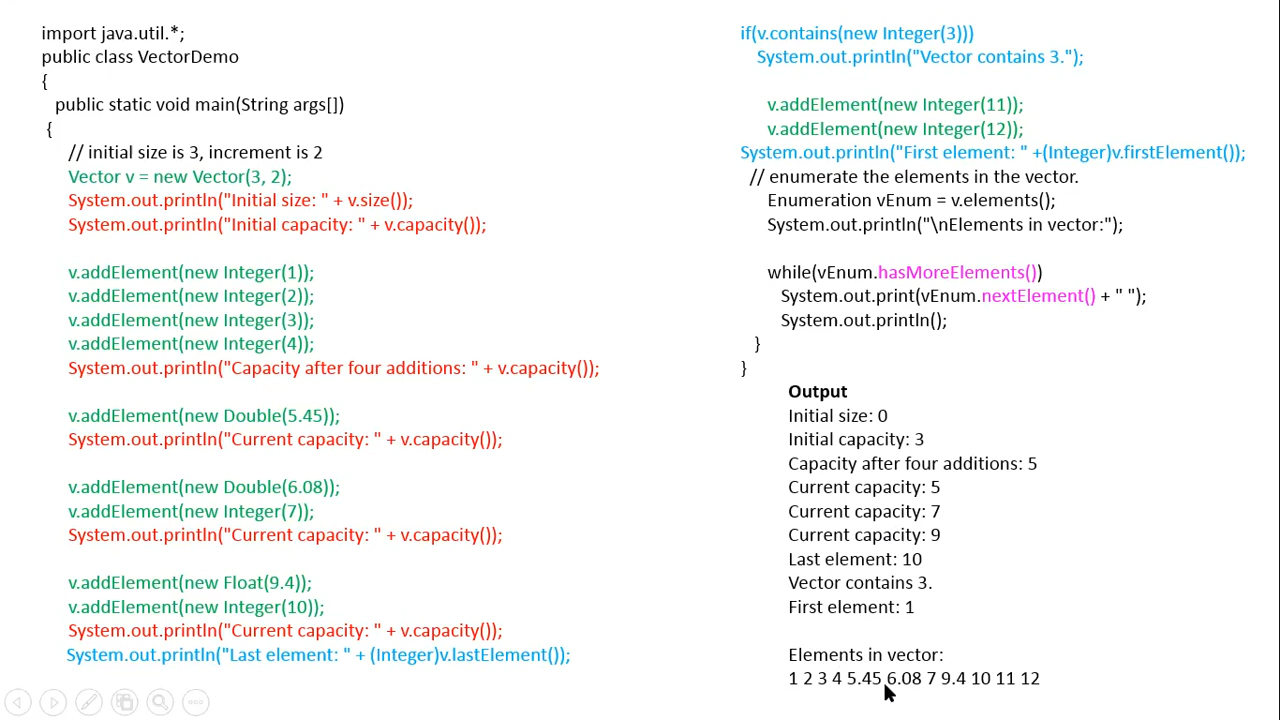 import java.util.*;
public class VectorDemo
{
public static void main(String args[])
{
// initial size is 3, increment is 2
Vector v = new Vector(3, 2);
System.out.println("Initial size: " + v.size());
System.out.println("Initial capacity: " + v.capacity());
v.addElement(new Integer(1));
v.addElement(new Integer(2));
v.addElement(new Integer(3));
v.addElement(new Integer(4));
System.out.println("Capacity after four additions: " + v.capacity());
v.addElement(new Double(5.45));
System.out.println("Current capacity: " + v.capacity());
v.addElement(new Double(6.08));
v.addElement(new Integer(7));
System.out.println("Current capacity: " + v.capacity());
v.addElement(new Float(9.4));
v.addElement(new Integer(10));
System.out.println("Current capacity: " + v.capacity());
System.out.println("Last element: " + (Integer)v.lastElement());
if(v.contains(new Integer(3)))
System.out.println("Vector contains 3.");
v.addElement(new Integer(11));
v.addElement(new Integer(12));
System.out.println("First element: " +(Integer)v.firstElement());
// enumerate the elements in the vector.
Enumeration vEnum = v.elements();
System.out.println("\nElements in vector:");
while(vEnum.hasMoreElements())
System.out.print(vEnum.nextElement() + " ");
System.out.println();
}
}
Output
Initial size: 0
Initial capacity: 3
Capacity after four additions: 5
Current capacity: 5
Current capacity: 7
Current capacity: 9
Last element: 10
Vector contains 3.
First element: 1
Elements in vector:
1 2 3 4 5.45 6.08 7 9.4 10 11 12